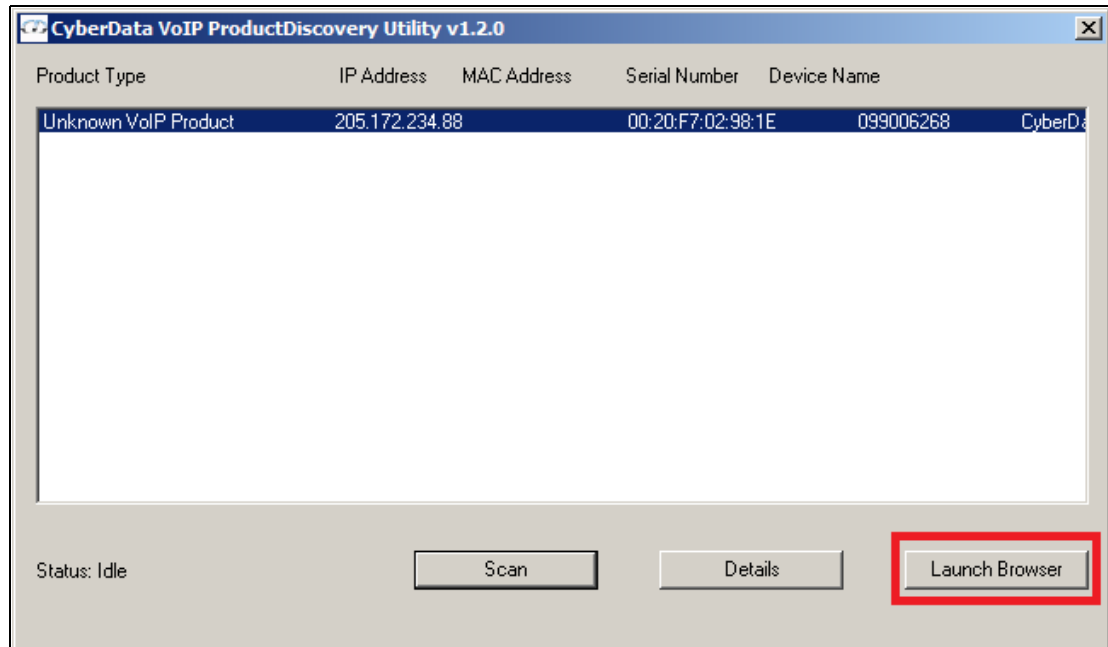 CyberData VoIP ProductDiscovery Utility v1.2.0
Product Type IP Address MAC Address Serial Number Device Name
Unknown VoIP Product 205.172.234.88 00:20:F7:02:98:1E 099006268
Status: Idle Scan Details Launch Browser